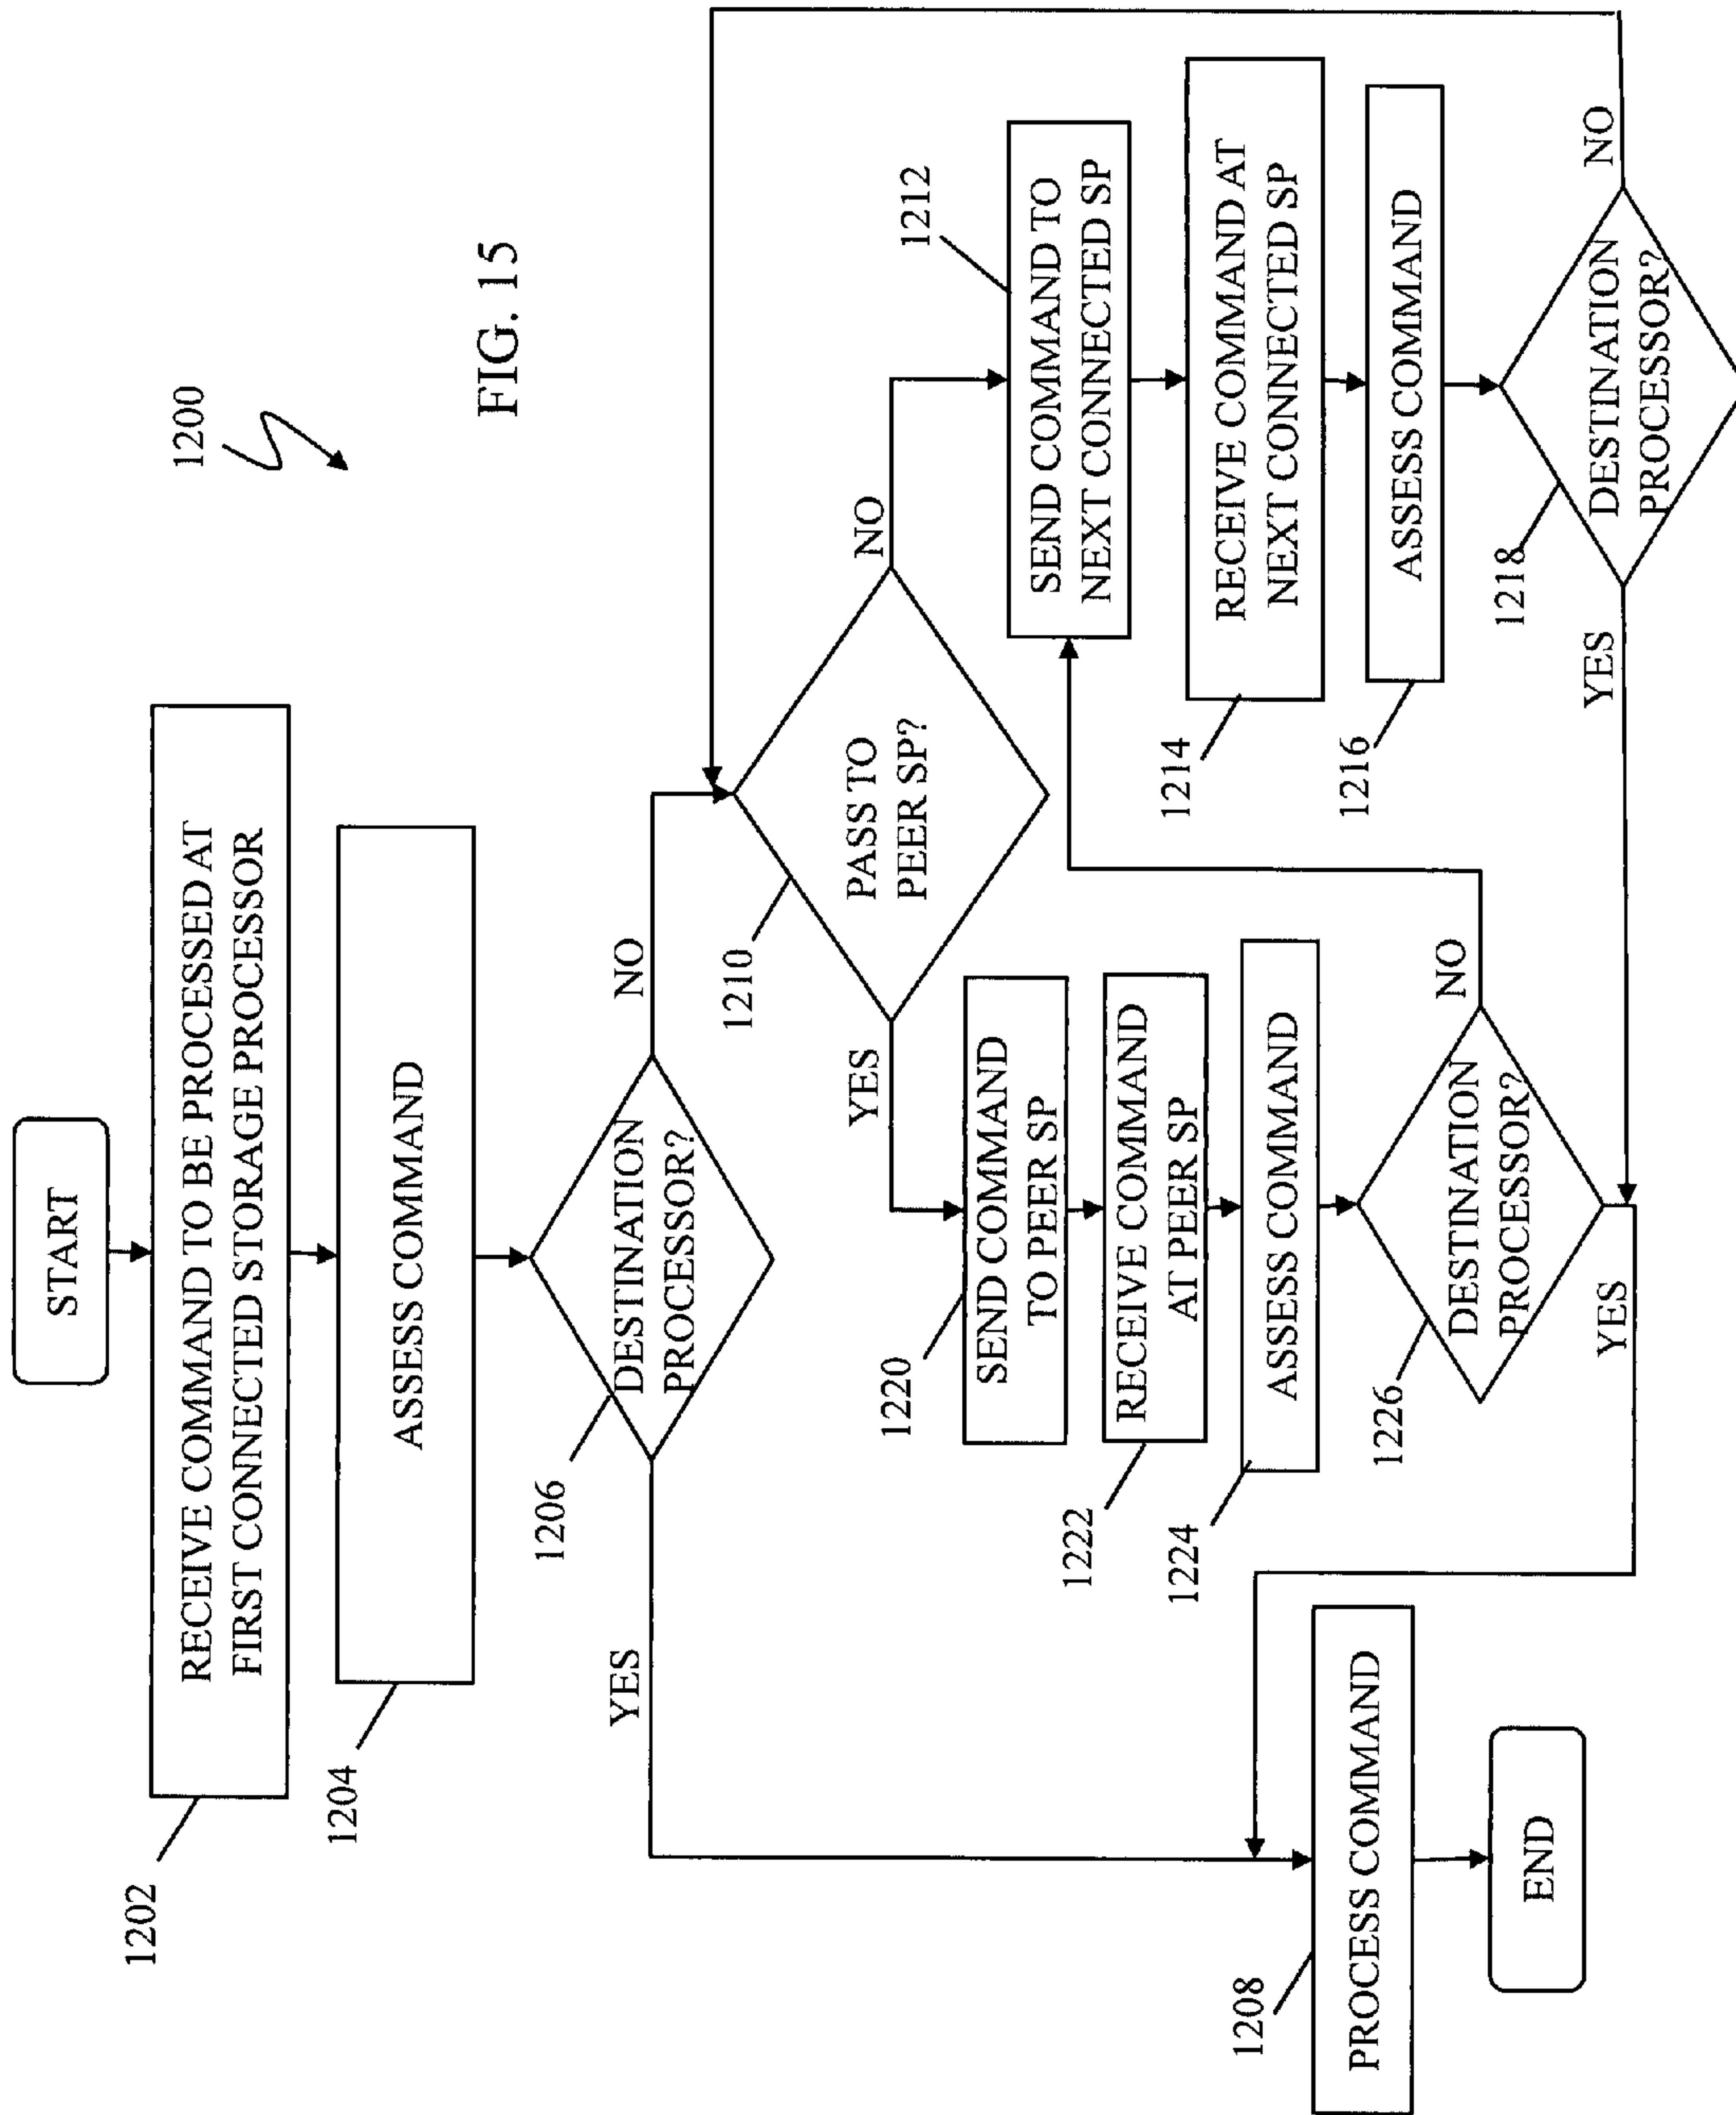 START
RECEIVE COMMAND TO BE PROCESSED AT
FIRST CONNECTED STORAGE PROCESSOR
1202
ASSESS COMMAND
1204
1200
FIG. 15
DESTINATION
PROCESSOR?
1206
YES
NO
PASS TO
PEER SP?
1210
YES
NO
SEND COMMAND
TO PEER SP
1220
RECEIVE COMMAND
AT PEER SP
1222
ASSESS COMMAND
1224
DESTINATION
PROCESSOR?
1226
NO
YES
SEND COMMAND TO
NEXT CONNECTED SP
1212
RECEIVE COMMAND AT
NEXT CONNECTED SP
1214
ASSESS COMMAND
1216
DESTINATION
PROCESSOR?
1218
YES
NO
PROCESS COMMAND
1208
END